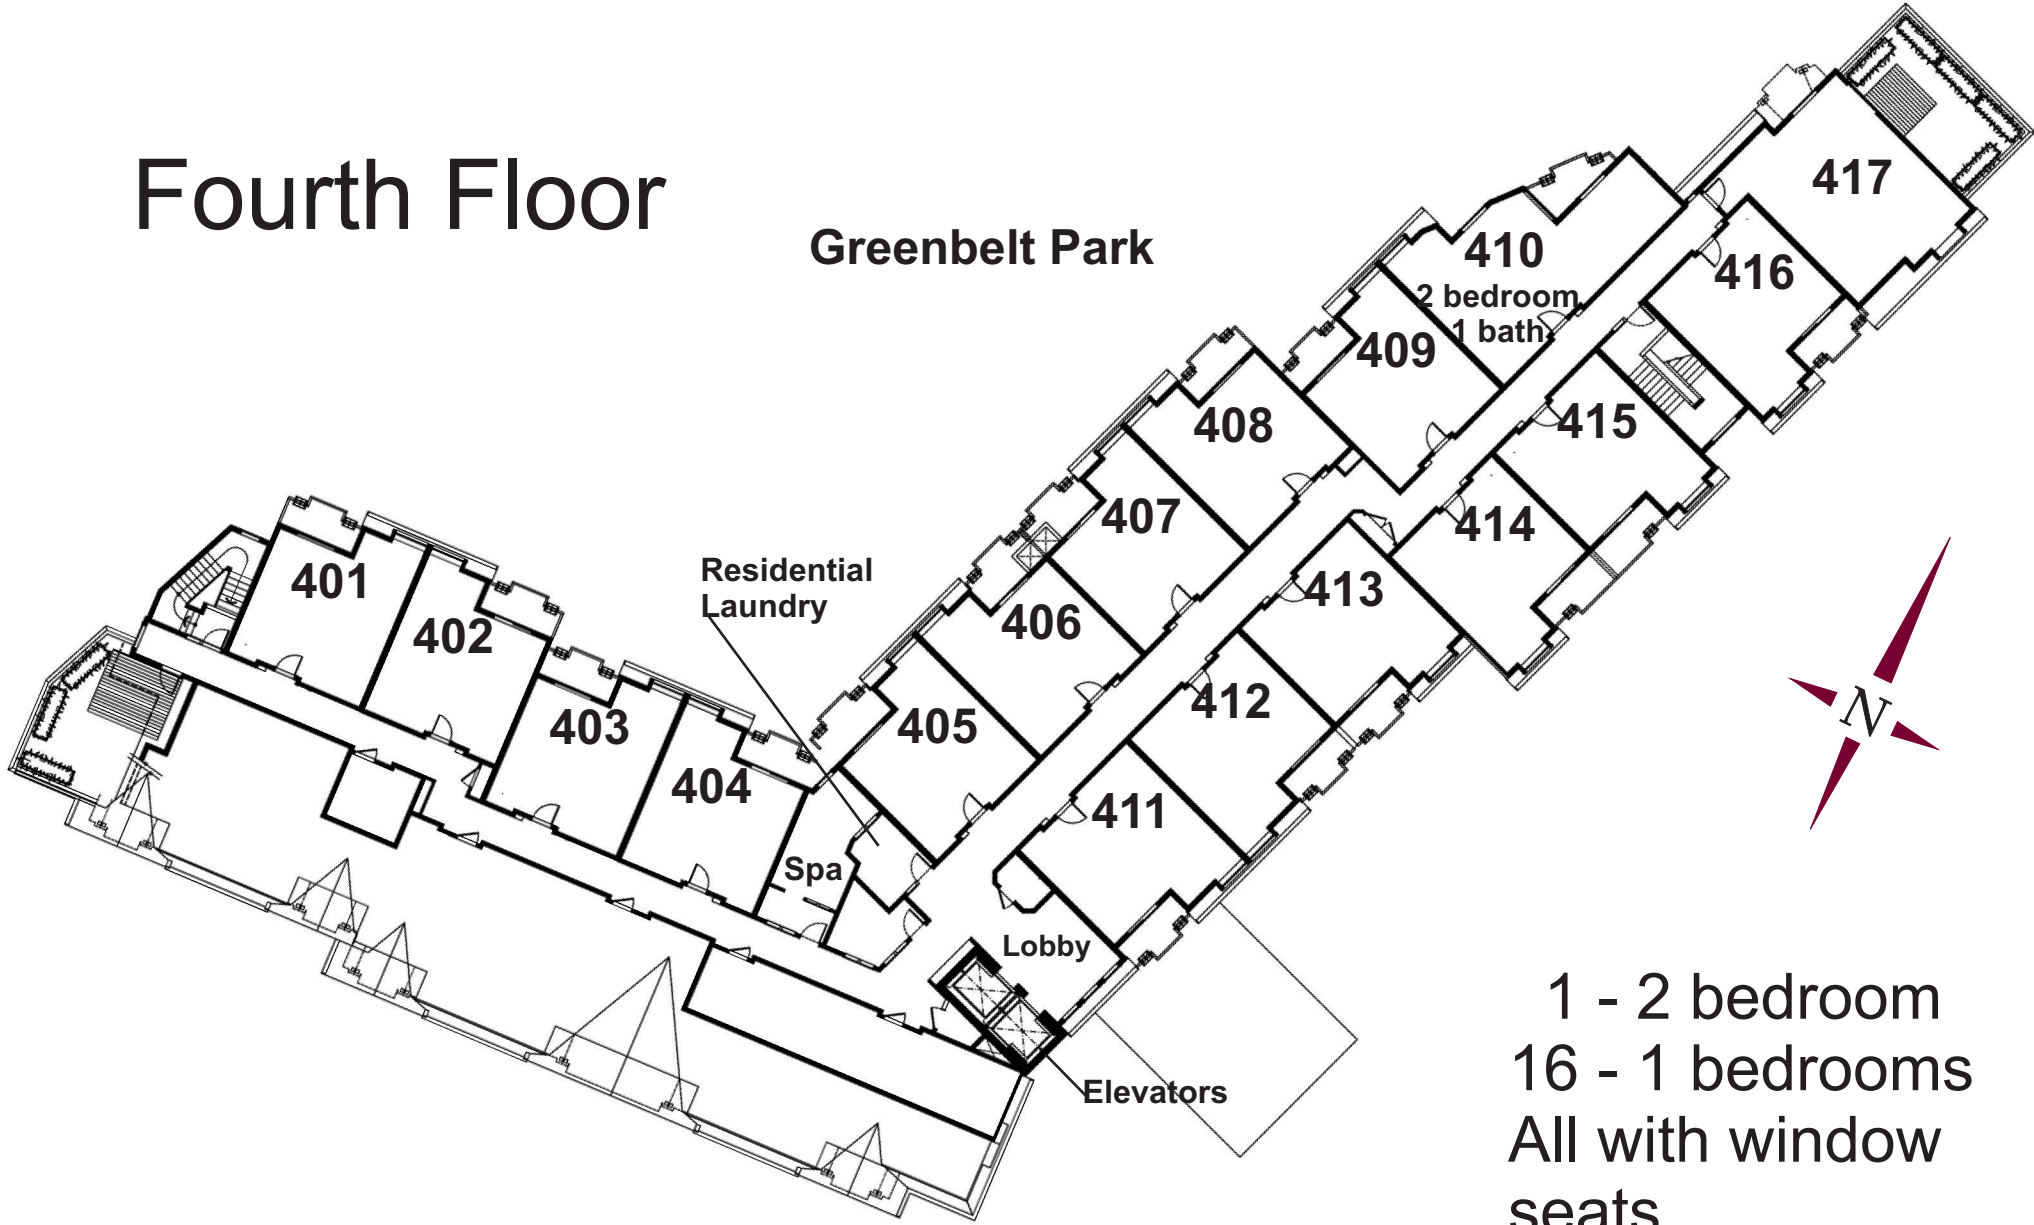 Fourth Floor
Greenbelt Park
417
410
2 bedroom
1 bath
416
409
408
415
407
414
401
Residential
Laundry
413
406
402
412
405
403
404
411
Spa
Lobby
Elevators
N
1 - 2 bedroom
16 - 1 bedrooms
All with window
seats